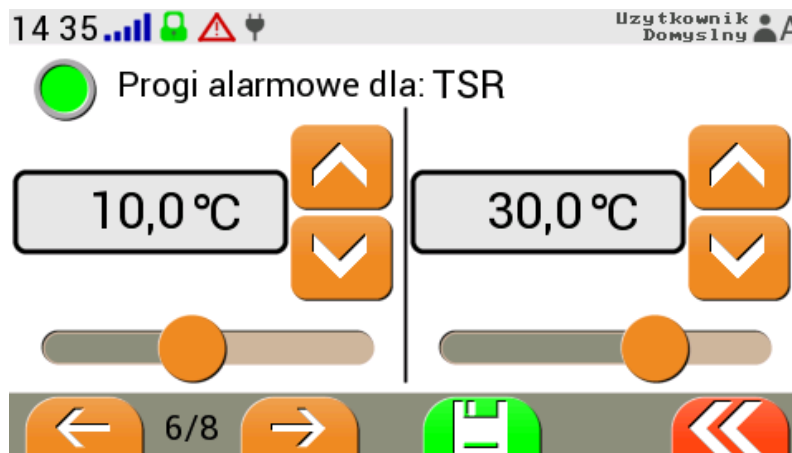 14 35
Uzytkownik
Domyslny
A
Progi alarmowe dla: TSR
10,0 °C
30,0 °C
6/8